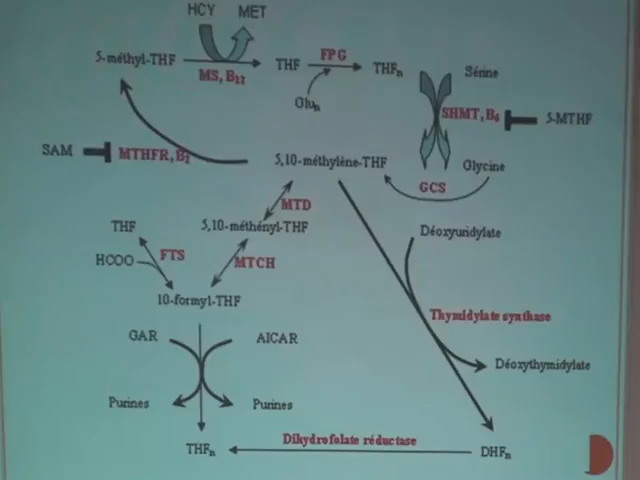 HCY MET
5-méthyl-THF
MS, B12
THF
FPG
THFn
Glun
Sérine
SHMT, B6
5-MTHF
SAM
MTHFR, B2
5,10-méthylène-THF
Glycine
GCS
MTD
THF
5,10-méthényl-THF
Déoxyuridylate
HCOO
FTS
MTCH
10-formyl-THF
Thymidylate synthase
GAR
AICAR
Déoxythymidylate
Purines
Purines
Dihydrofolate réductase
THFn
DHFn